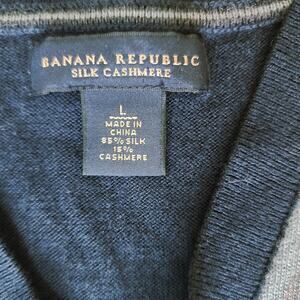 BANANA REPUBLIC
SILK CASHMERE
L
MADE IN
CHINA
85% SILK
15%
CASHMERE